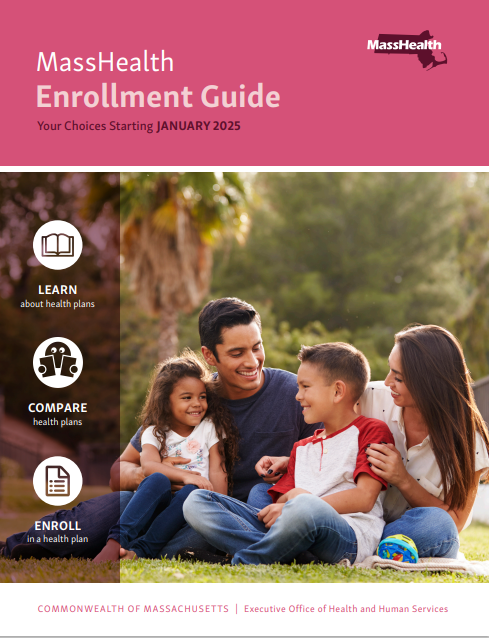 MassHealth
MassHealth
Enrollment Guide
Your Choices Starting JANUARY 2025
LEARN
about health plans
COMPARE
health plans
ENROLL
in a health plan
COMMONWEALTH OF MASSACHUSETTS | Executive Office of Health and Human Services